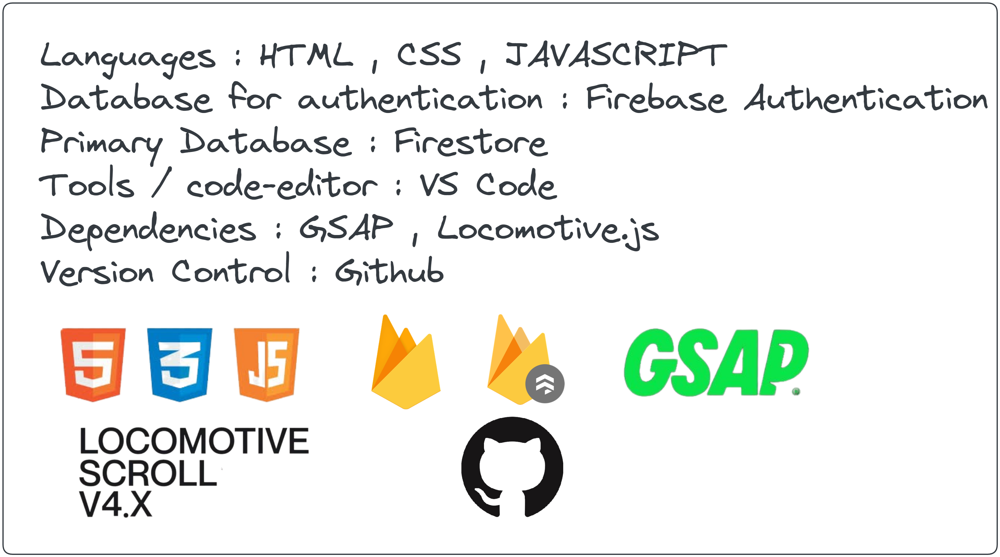 Languages : HTML , CSS , JAVASCRIPT
Database for authentication : Firebase Authentication
Primary Database : Firestore
Tools / code-editor : VS Code
Dependencies : GSAP , Locomotive.js
Version Control : Github
5 3 JS GSAP
LOCOMOTIVE
SCROLL
V4.X